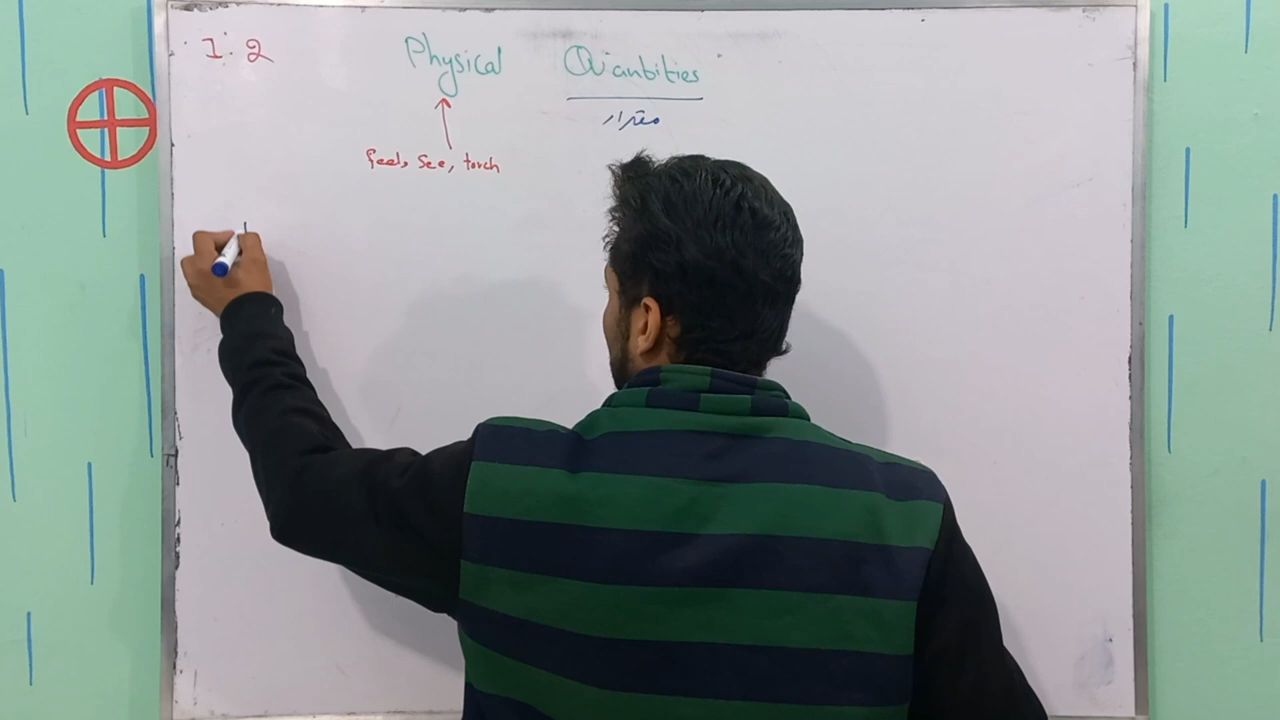 1.2 Physical Quantities
مقدار
feel, see, touch